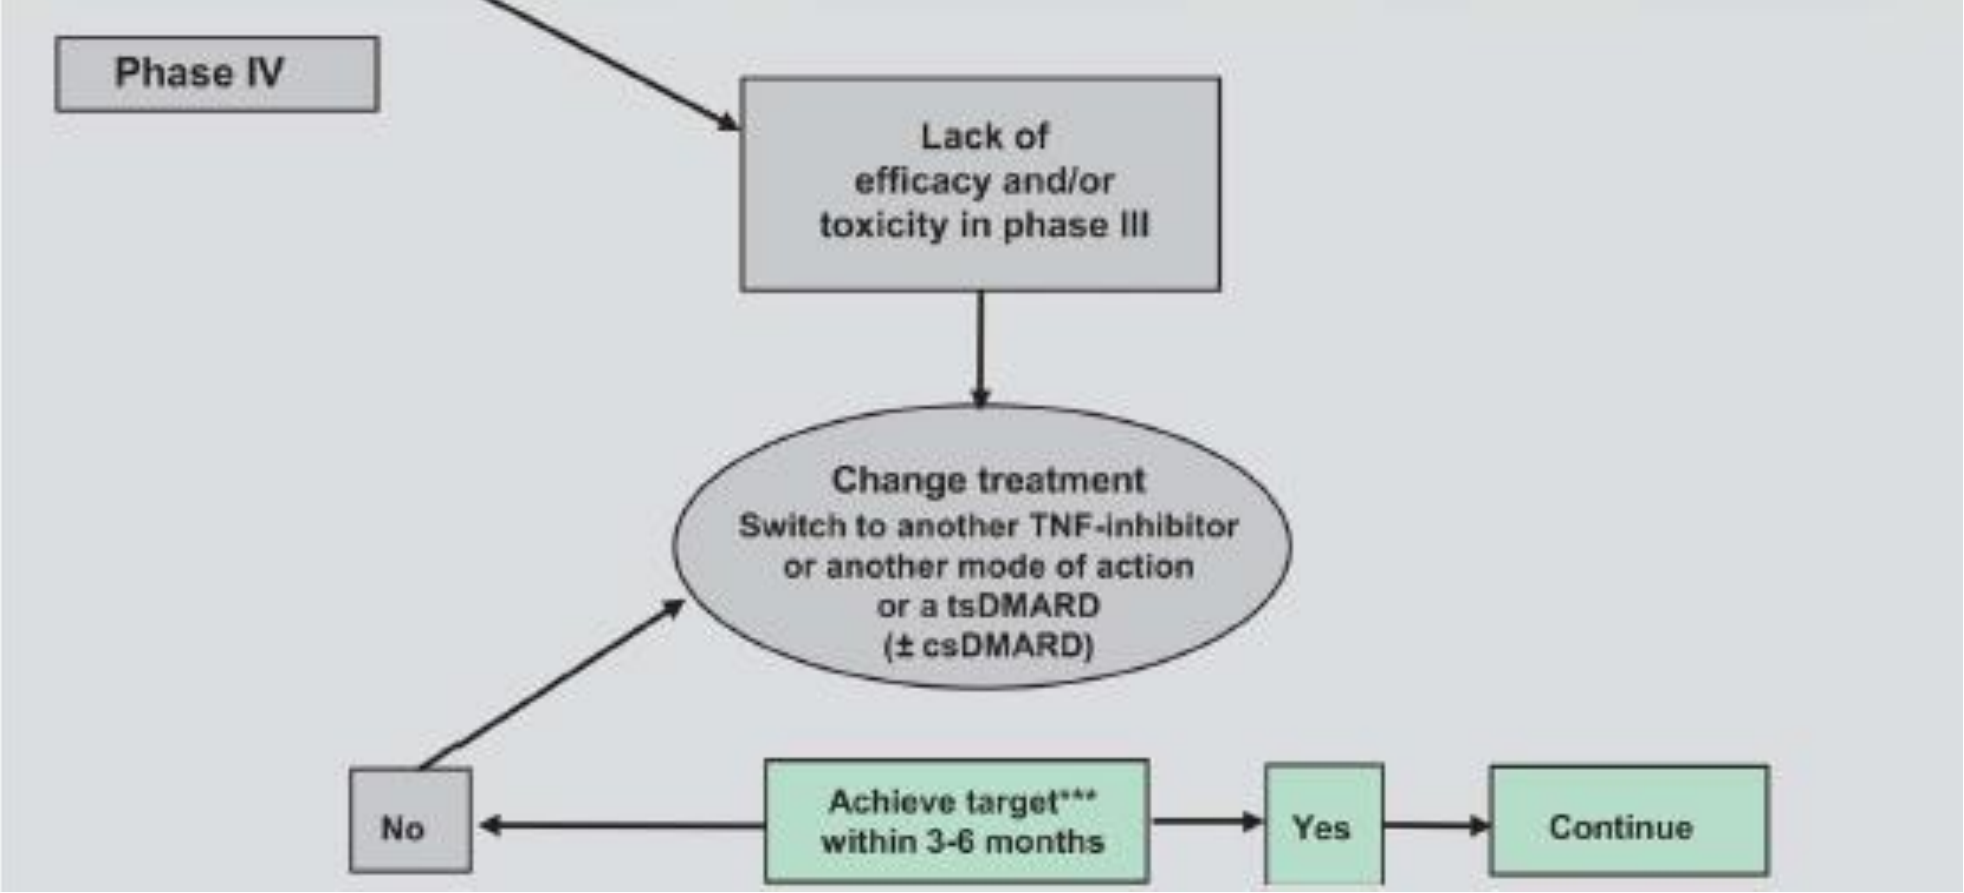 Phase IV
Lack of
efficacy and/or
toxicity in phase III
Change treatment
Switch to another TNF-inhibitor
or another mode of action
or a tsDMARD
(± csDMARD)
No
Achieve target***
within 3-6 months
Yes
Continue